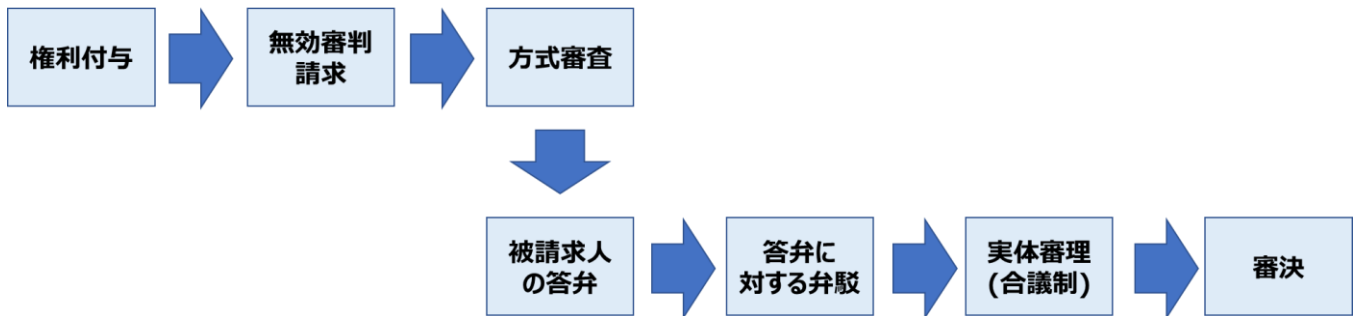 権利付与
無効審判
請求
方式審査
被請求人
の答弁
答弁に
対する弁駁
実体審理
(合議制)
審決